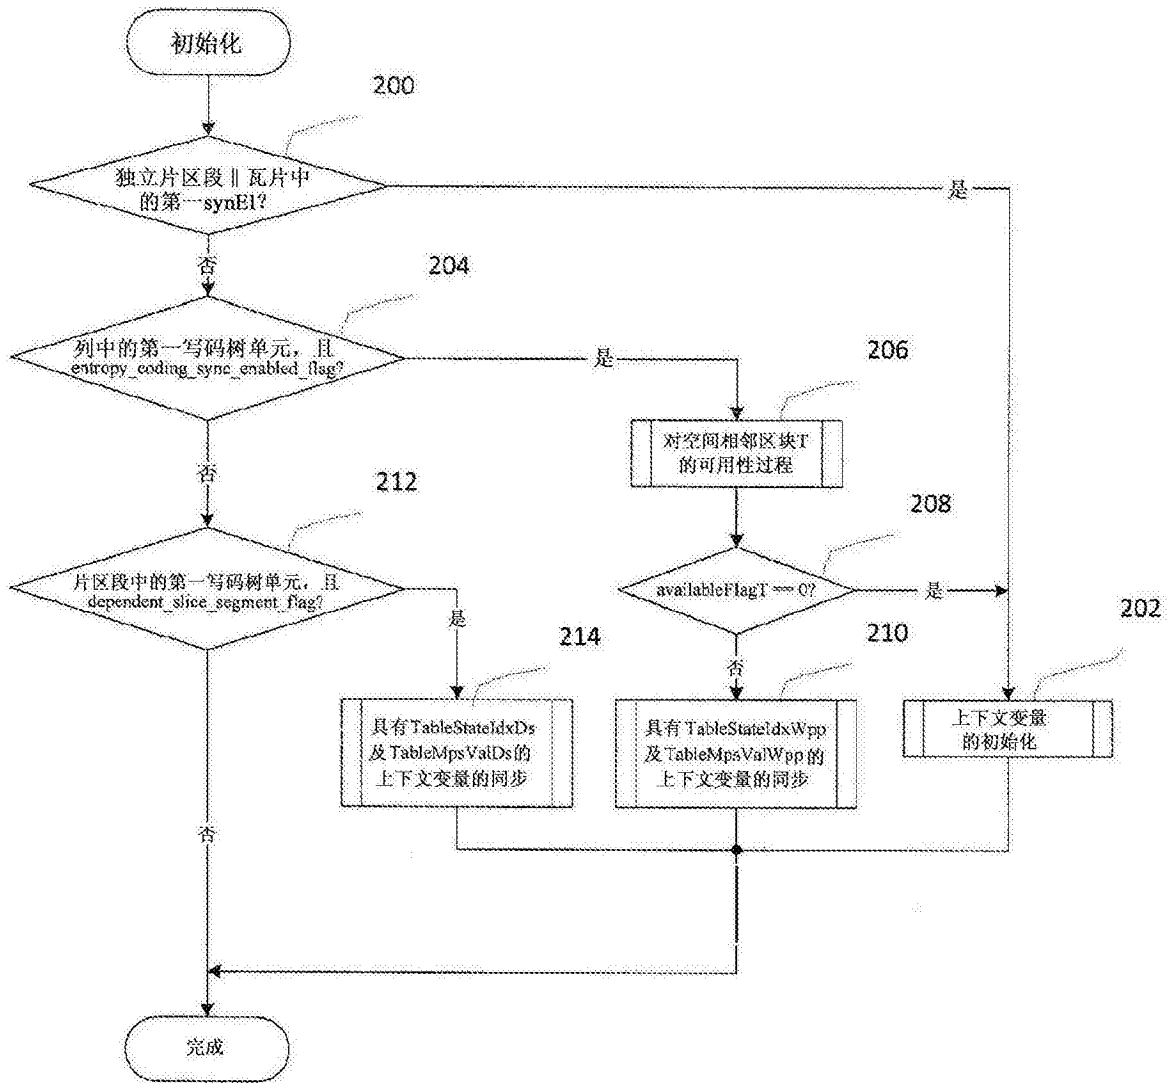 初始化
200
独立片区段 || 瓦片中
的第一synEl?
是
否
204
列中的第一写码树单元，且
entropy_coding_sync_enabled_flag?
是
206
对空间相邻区块T
的可用性过程
否
212
208
片区段中的第一写码树单元，且
dependent_slice_segment_flag?
availableFlagT == 0?
是
是
202
214
否
210
具有TableStateIdxDs
及TableMpsValDs的
上下文变量的同步
具有TableStateIdxWpp
及TableMpsValWpp的
上下文变量的同步
上下文变量
的初始化
否
完成